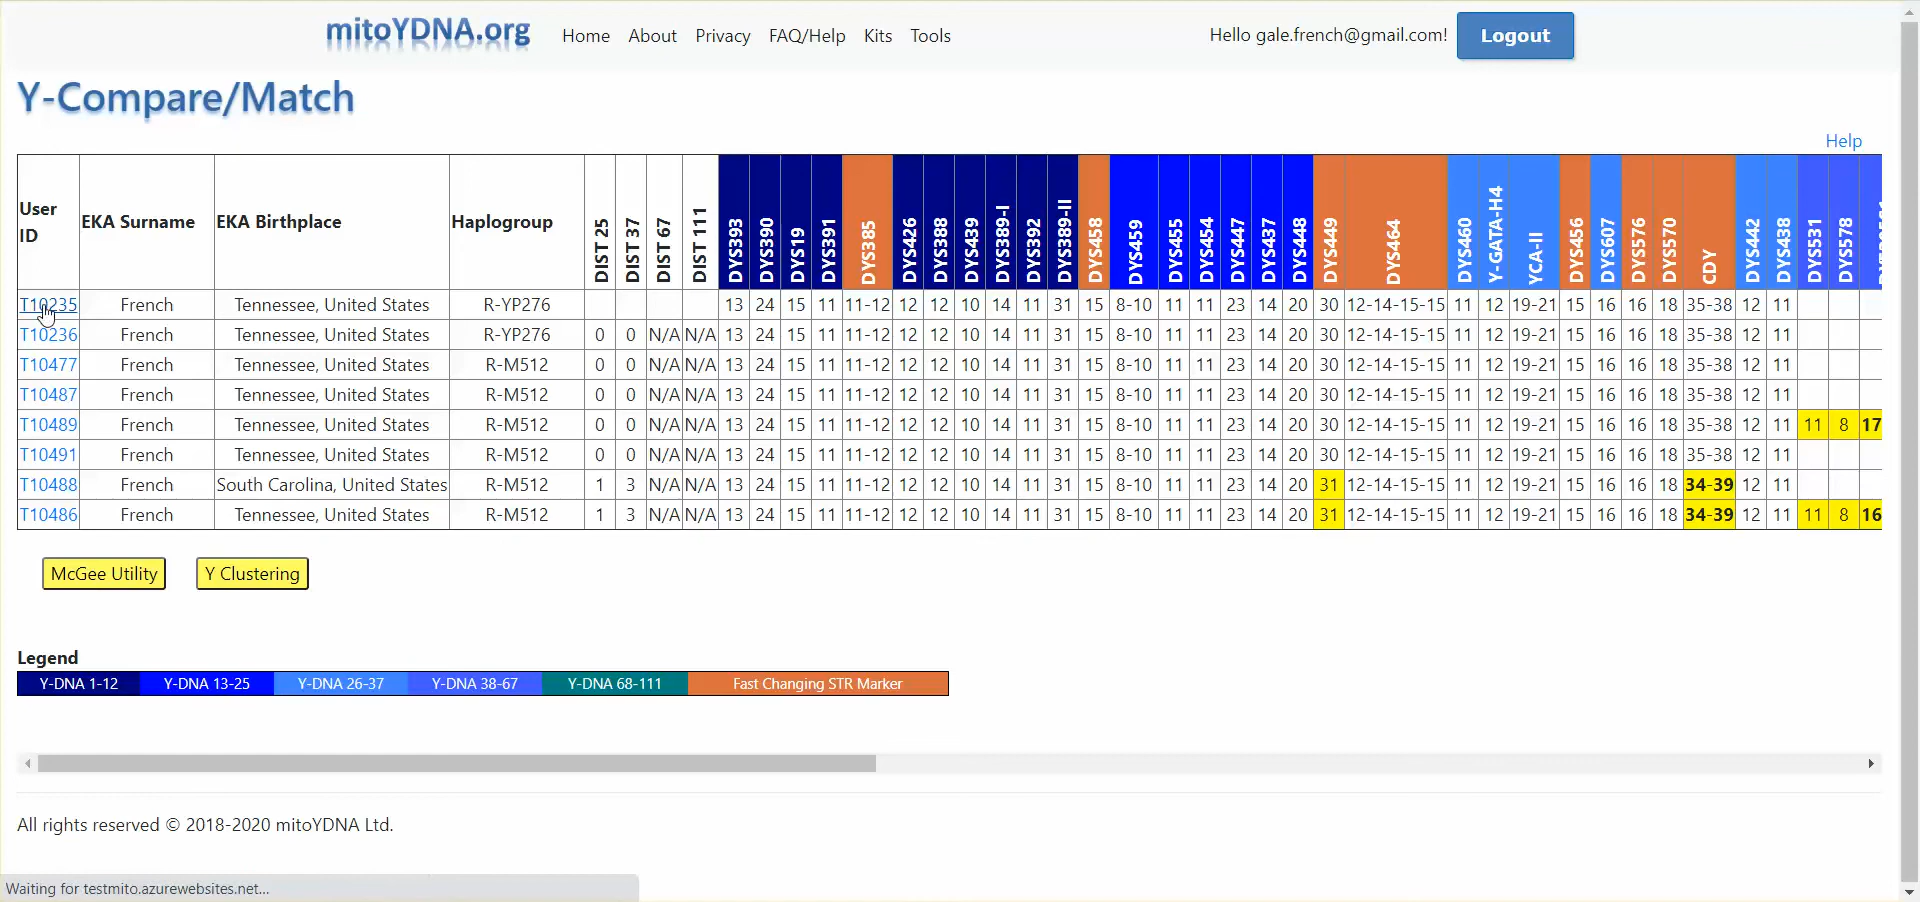 mitoYDNA.org Home About Privacy FAQ/Help Kits Tools Hello gale.french@gmail.com! Logout
Y-Compare/Match
Help
User ID EKA Surname EKA Birthplace Haplogroup DIST 25 DIST 37 DIST 67 DIST 111 DYS393 DYS390 DYS19 DYS391 DYS385 DYS426 DYS388 DYS439 DYS389-I DYS392 DYS389-II DYS458 DYS459 DYS455 DYS454 DYS447 DYS437 DYS448 DYS449 DYS464 DYS460 Y-GATA-H4 YCA-II DYS456 DYS607 DYS576 DYS570 CDY DYS442 DYS438 DYS531 DYS578
T10235 French Tennessee, United States R-YP276 13 24 15 11 11-12 12 12 10 14 11 31 15 8-10 11 11 23 14 20 30 12-14-15-15 11 12 19-21 15 16 16 18 35-38 12 11
T10236 French Tennessee, United States R-YP276 0 0 N/A N/A 13 24 15 11 11-12 12 12 10 14 11 31 15 8-10 11 11 23 14 20 30 12-14-15-15 11 12 19-21 15 16 16 18 35-38 12 11
T10477 French Tennessee, United States R-M512 0 0 N/A N/A 13 24 15 11 11-12 12 12 10 14 11 31 15 8-10 11 11 23 14 20 30 12-14-15-15 11 12 19-21 15 16 16 18 35-38 12 11
T10487 French Tennessee, United States R-M512 0 0 N/A N/A 13 24 15 11 11-12 12 12 10 14 11 31 15 8-10 11 11 23 14 20 30 12-14-15-15 11 12 19-21 15 16 16 18 35-38 12 11
T10489 French Tennessee, United States R-M512 0 0 N/A N/A 13 24 15 11 11-12 12 12 10 14 11 31 15 8-10 11 11 23 14 20 30 12-14-15-15 11 12 19-21 15 16 16 18 35-38 12 11 11 8 17
T10491 French Tennessee, United States R-M512 0 0 N/A N/A 13 24 15 11 11-12 12 12 10 14 11 31 15 8-10 11 11 23 14 20 30 12-14-15-15 11 12 19-21 15 16 16 18 35-38 12 11
T10488 French South Carolina, United States R-M512 1 3 N/A N/A 13 24 15 11 11-12 12 12 10 14 11 31 15 8-10 11 11 23 14 20 31 12-14-15-15 11 12 19-21 15 16 16 18 34-39 12 11
T10486 French Tennessee, United States R-M512 1 3 N/A N/A 13 24 15 11 11-12 12 12 10 14 11 31 15 8-10 11 11 23 14 20 31 12-14-15-15 11 12 19-21 15 16 16 18 34-39 12 11 11 8 16
McGee Utility Y Clustering
Legend
Y-DNA 1-12 Y-DNA 13-25 Y-DNA 26-37 Y-DNA 38-67 Y-DNA 68-111 Fast Changing STR Marker
All rights reserved © 2018-2020 mitoYDNA Ltd.
Waiting for testmito.azurewebsites.net...